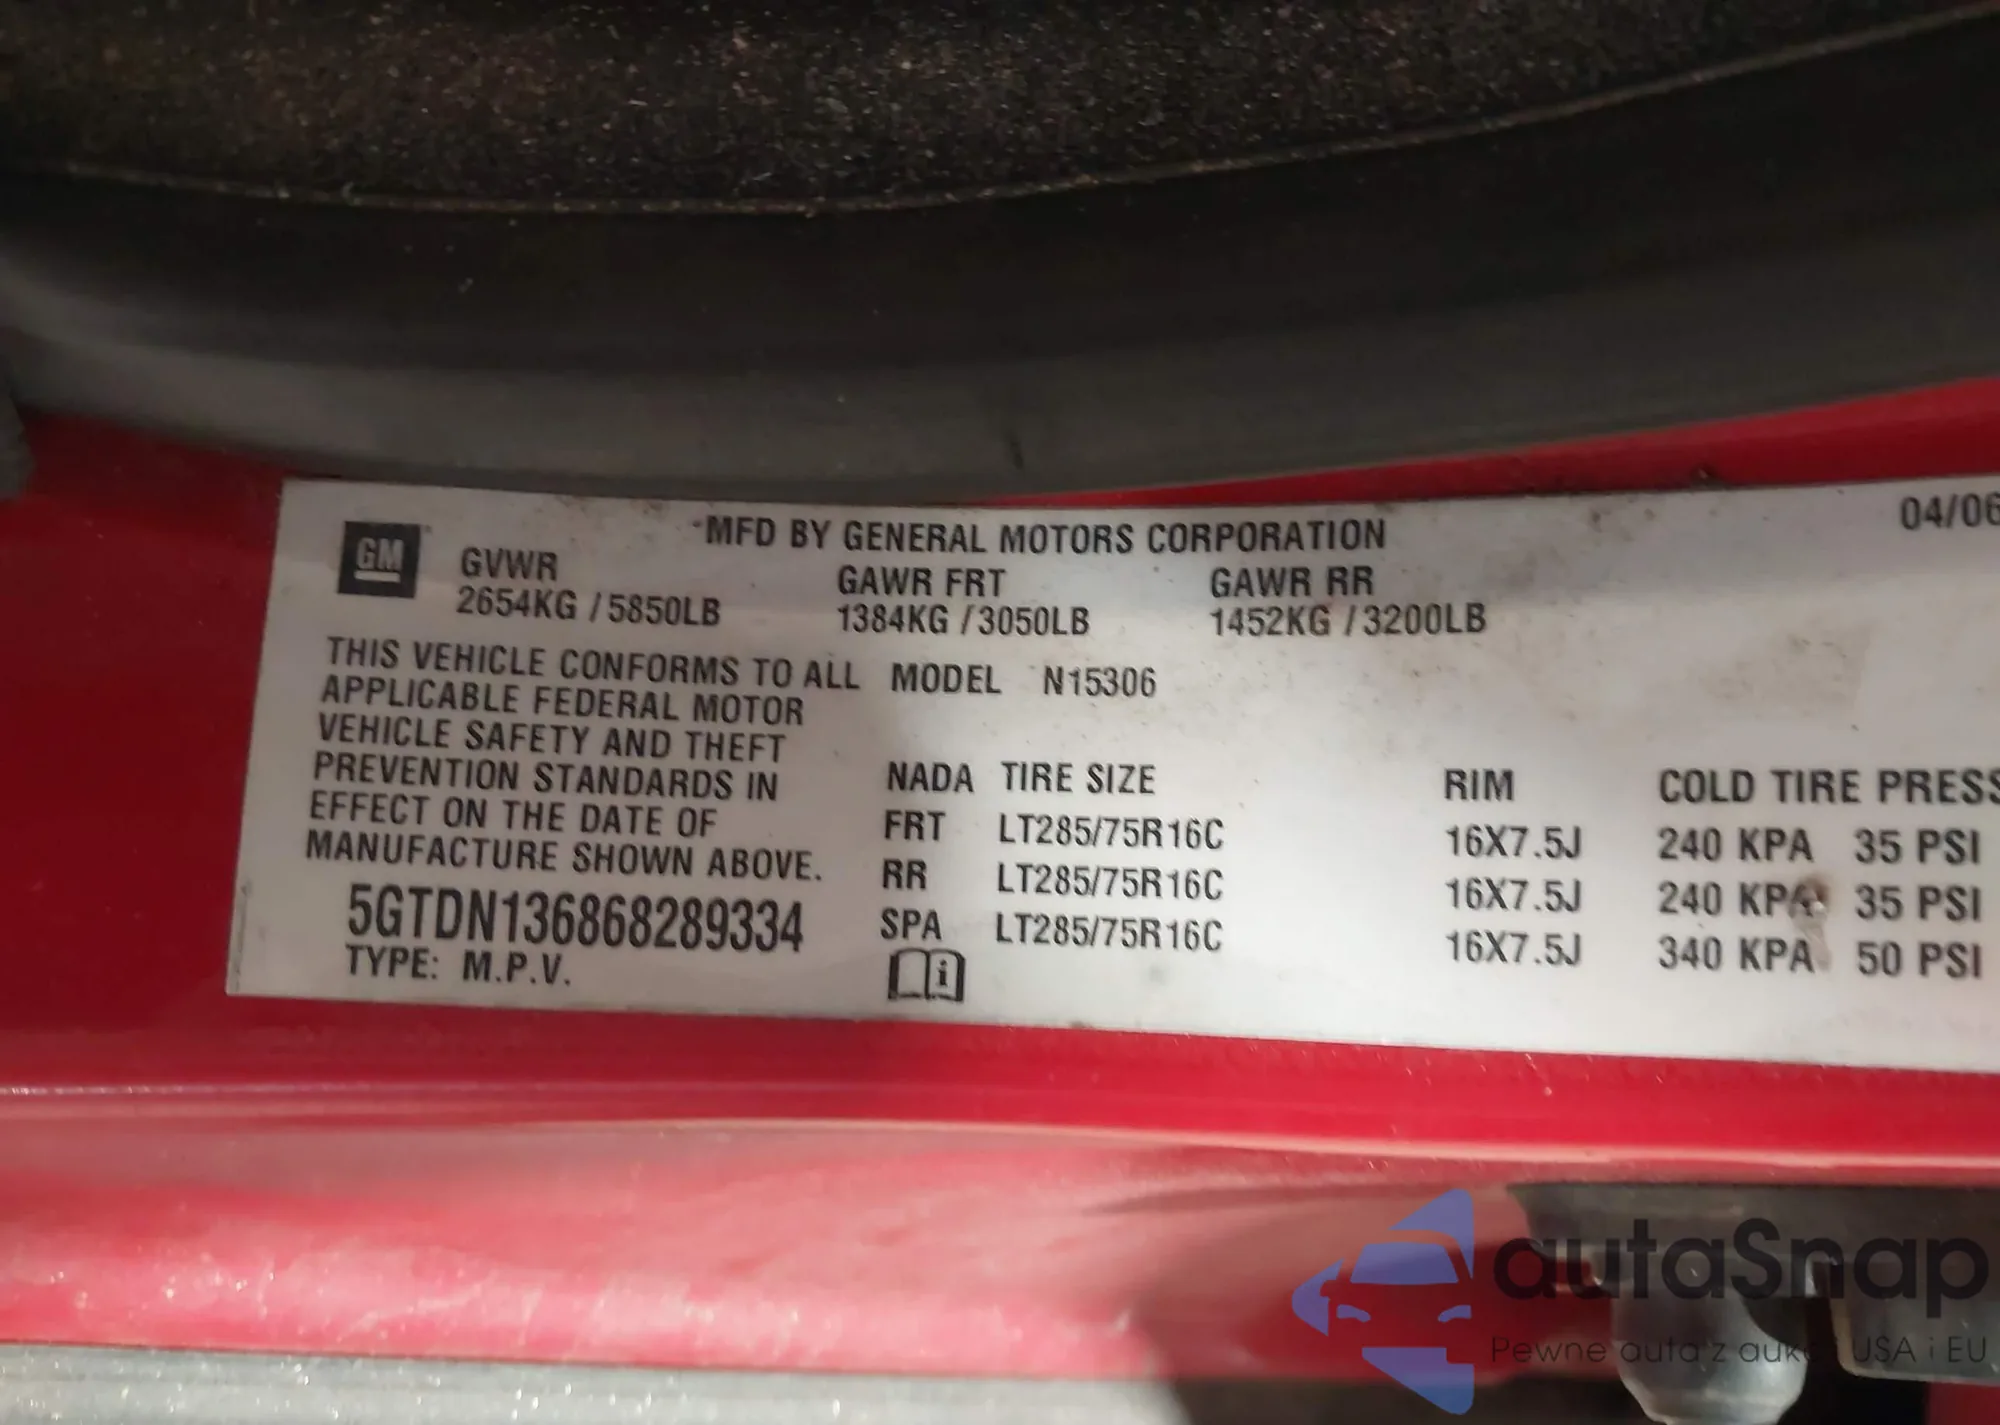 MFD BY GENERAL MOTORS CORPORATION 04/06
GM GVWR GAWR FRT GAWR RR
2654KG /5850LB 1384KG /3050LB 1452KG /3200LB
THIS VEHICLE CONFORMS TO ALL
APPLICABLE FEDERAL MOTOR
VEHICLE SAFETY AND THEFT
PREVENTION STANDARDS IN
EFFECT ON THE DATE OF
MANUFACTURE SHOWN ABOVE.
5GTDN136868289334
TYPE: M.P.V.
MODEL N15306
NADA TIRE SIZE RIM COLD TIRE PRESS
FRT LT285/75R16C 16X7.5J 240 KPA 35 PSI
RR LT285/75R16C 16X7.5J 240 KPA 35 PSI
SPA LT285/75R16C 16X7.5J 340 KPA 50 PSI
autaSnap
Pewne auta z aukc USA i EU